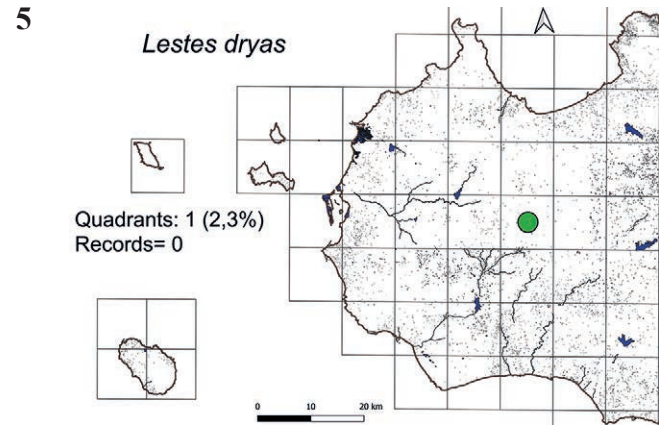 5
Lestes dryas
Quadrants: 1 (2,3%)
Records= 0
0 10 20 km